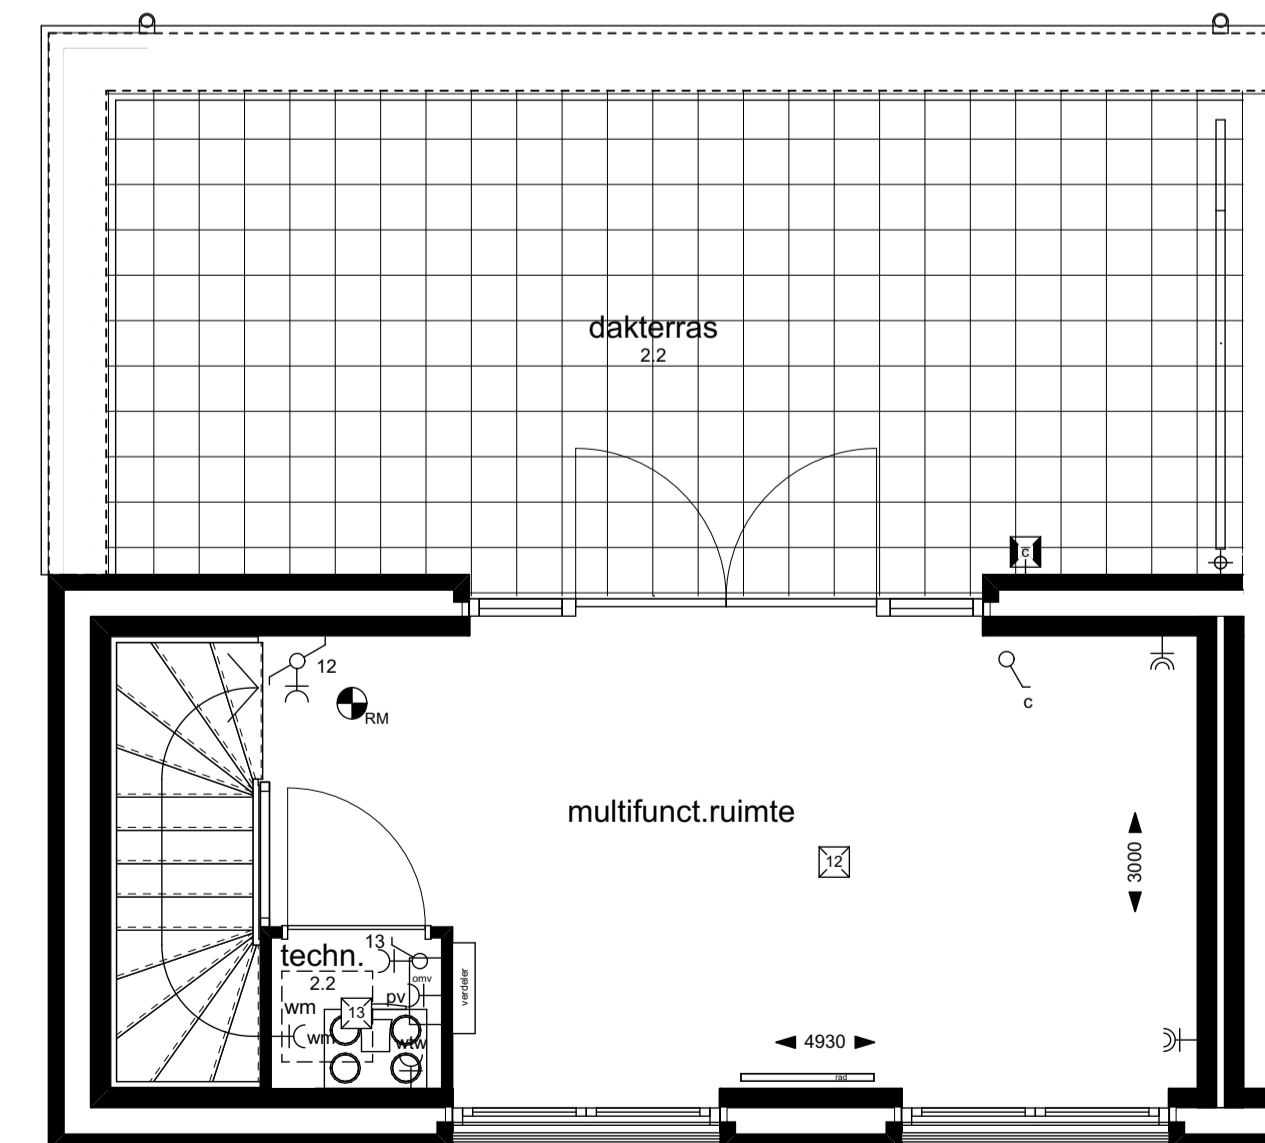 dakterras
2.2
c
12
RM
c
multifunct.ruimte
12
3000
techn.
13
2.2
omv
verdeler
wm
pv
13
wm
wtw
4930
rad